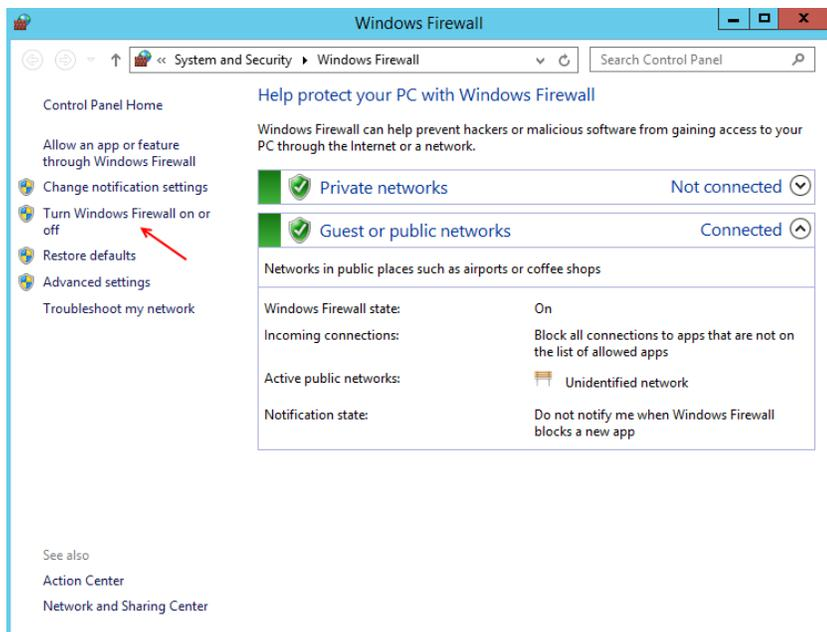 Windows Firewall
« System and Security ▸ Windows Firewall
Search Control Panel
Control Panel Home
Allow an app or feature
through Windows Firewall
Change notification settings
Turn Windows Firewall on or
off
Restore defaults
Advanced settings
Troubleshoot my network
See also
Action Center
Network and Sharing Center
Help protect your PC with Windows Firewall
Windows Firewall can help prevent hackers or malicious software from gaining access to your
PC through the Internet or a network.
Private networks Not connected
Guest or public networks Connected
Networks in public places such as airports or coffee shops
Windows Firewall state: On
Incoming connections: Block all connections to apps that are not on
the list of allowed apps
Active public networks: Unidentified network
Notification state: Do not notify me when Windows Firewall
blocks a new app